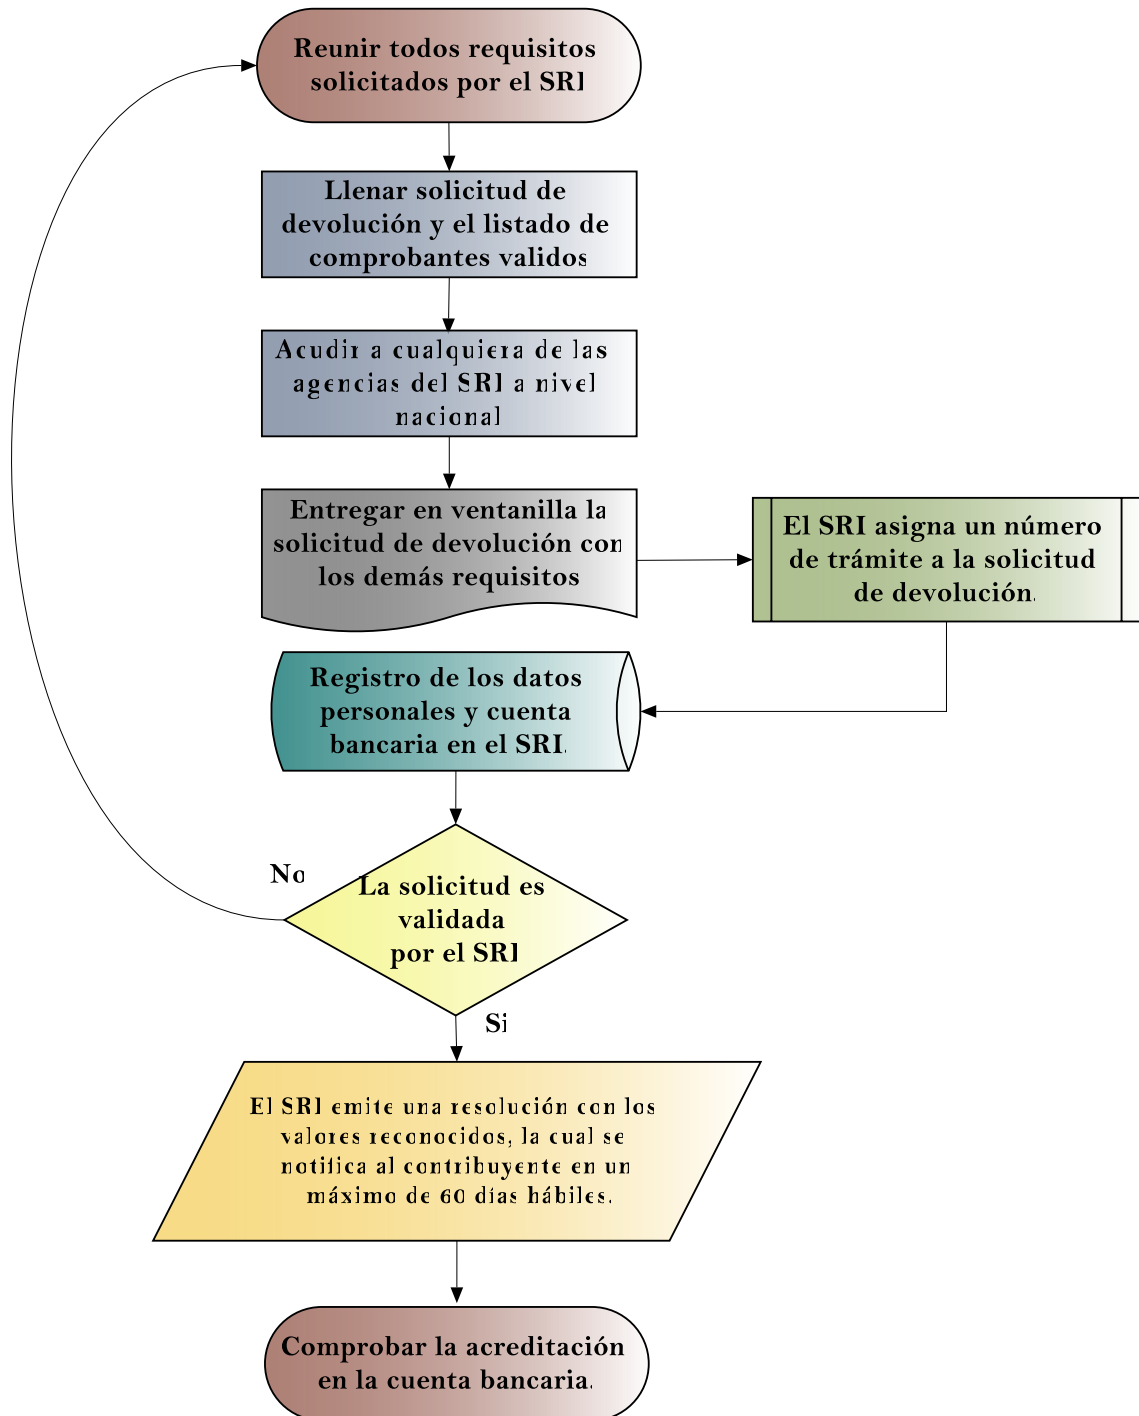 Reunir todos requisitos
solicitados por el SRI
Llenar solicitud de
devolución y el listado de
comprobantes validos
Acudir a cualquiera de las
agencias del SRI a nivel
nacional
Entregar en ventanilla la
solicitud de devolución con
los demás requisitos
El SRI asigna un número
de trámite a la solicitud
de devolución.
Registro de los datos
personales y cuenta
bancaria en el SRI.
No
La solicitud es
validada
por el SRI
Si
El SRI emite una resolución con los
valores reconocidos, la cual se
notifica al contribuyente en un
máximo de 60 días hábiles.
Comprobar la acreditación
en la cuenta bancaria.